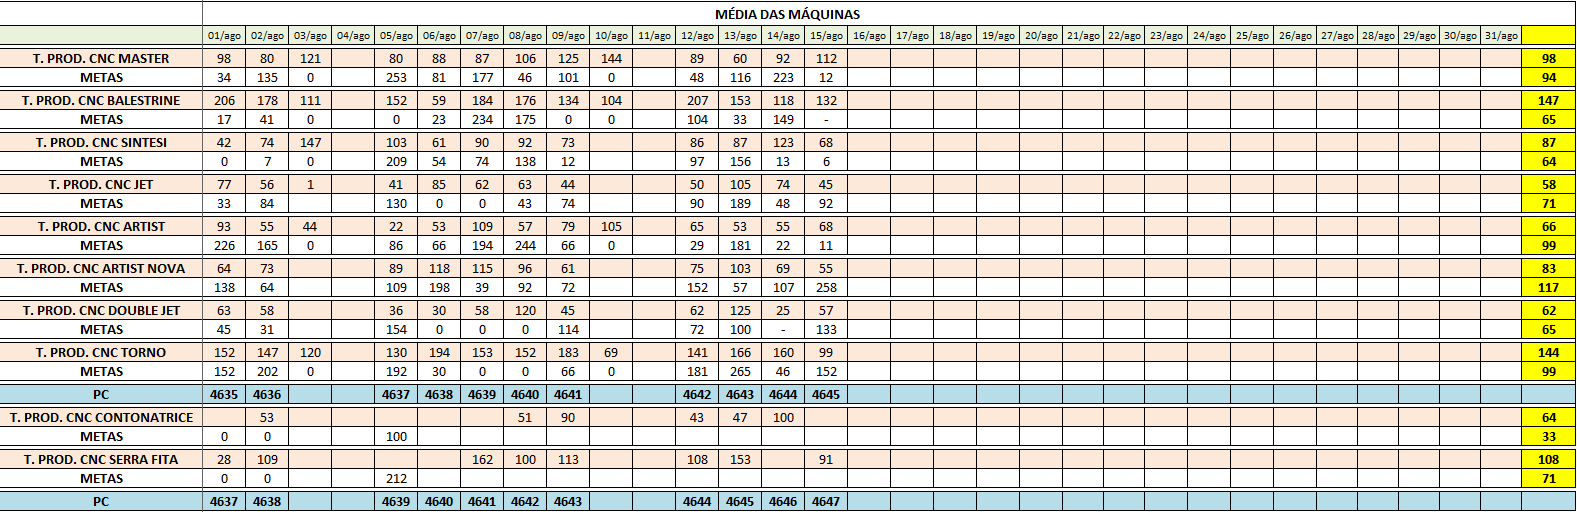 MÉDIA DAS MÁQUINAS
01/ago 02/ago 03/ago 04/ago 05/ago 06/ago 07/ago 08/ago 09/ago 10/ago 11/ago 12/ago 13/ago 14/ago 15/ago 16/ago 17/ago 18/ago 19/ago 20/ago 21/ago 22/ago 23/ago 24/ago 25/ago 26/ago 27/ago 28/ago 29/ago 30/ago 31/ago
T. PROD. CNC MASTER 98 80 121 80 88 87 106 125 144 89 60 92 112 98
METAS 34 135 0 253 81 177 46 101 0 48 116 223 12 94
T. PROD. CNC BALESTRINE 206 178 111 152 59 184 176 134 104 207 153 118 132 147
METAS 17 41 0 0 23 234 175 0 0 104 33 149 - 65
T. PROD. CNC SINTESI 42 74 147 103 61 90 92 73 86 87 123 68 87
METAS 0 7 0 209 54 74 138 12 97 156 13 6 64
T. PROD. CNC JET 77 56 1 41 85 62 63 44 50 105 74 45 58
METAS 33 84 130 0 0 43 74 90 189 48 92 71
T. PROD. CNC ARTIST 93 55 44 22 53 109 57 79 105 65 53 55 68 66
METAS 226 165 0 86 66 194 244 66 0 29 181 22 11 99
T. PROD. CNC ARTIST NOVA 64 73 89 118 115 96 61 75 103 69 55 83
METAS 138 64 109 198 39 92 72 152 57 107 258 117
T. PROD. CNC DOUBLE JET 63 58 36 30 58 120 45 62 125 25 57 62
METAS 45 31 154 0 0 0 114 72 100 - 133 65
T. PROD. CNC TORNO 152 147 120 130 194 153 152 183 69 141 166 160 99 144
METAS 152 202 0 192 30 0 0 66 0 181 265 46 152 99
PC 4635 4636 4637 4638 4639 4640 4641 4642 4643 4644 4645
T. PROD. CNC CONTONATRICE 53 51 90 43 47 100 64
METAS 0 0 100 33
T. PROD. CNC SERRA FITA 28 109 162 100 113 108 153 91 108
METAS 0 0 212 71
PC 4637 4638 4639 4640 4641 4642 4643 4644 4645 4646 4647